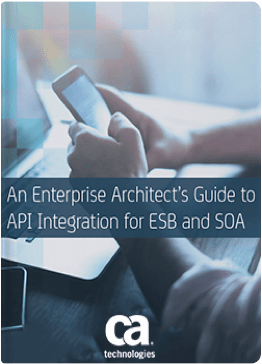 An Enterprise Architect's Guide to
API Integration for ESB and SOA
ca
technologies